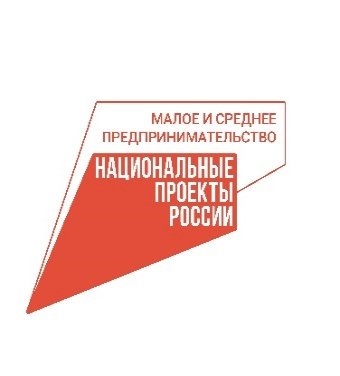 МАЛОЕ И СРЕДНЕЕ
ПРЕДПРИНИМАТЕЛЬСТВО
НАЦИОНАЛЬНЫЕ
ПРОЕКТЫ
РОССИИ